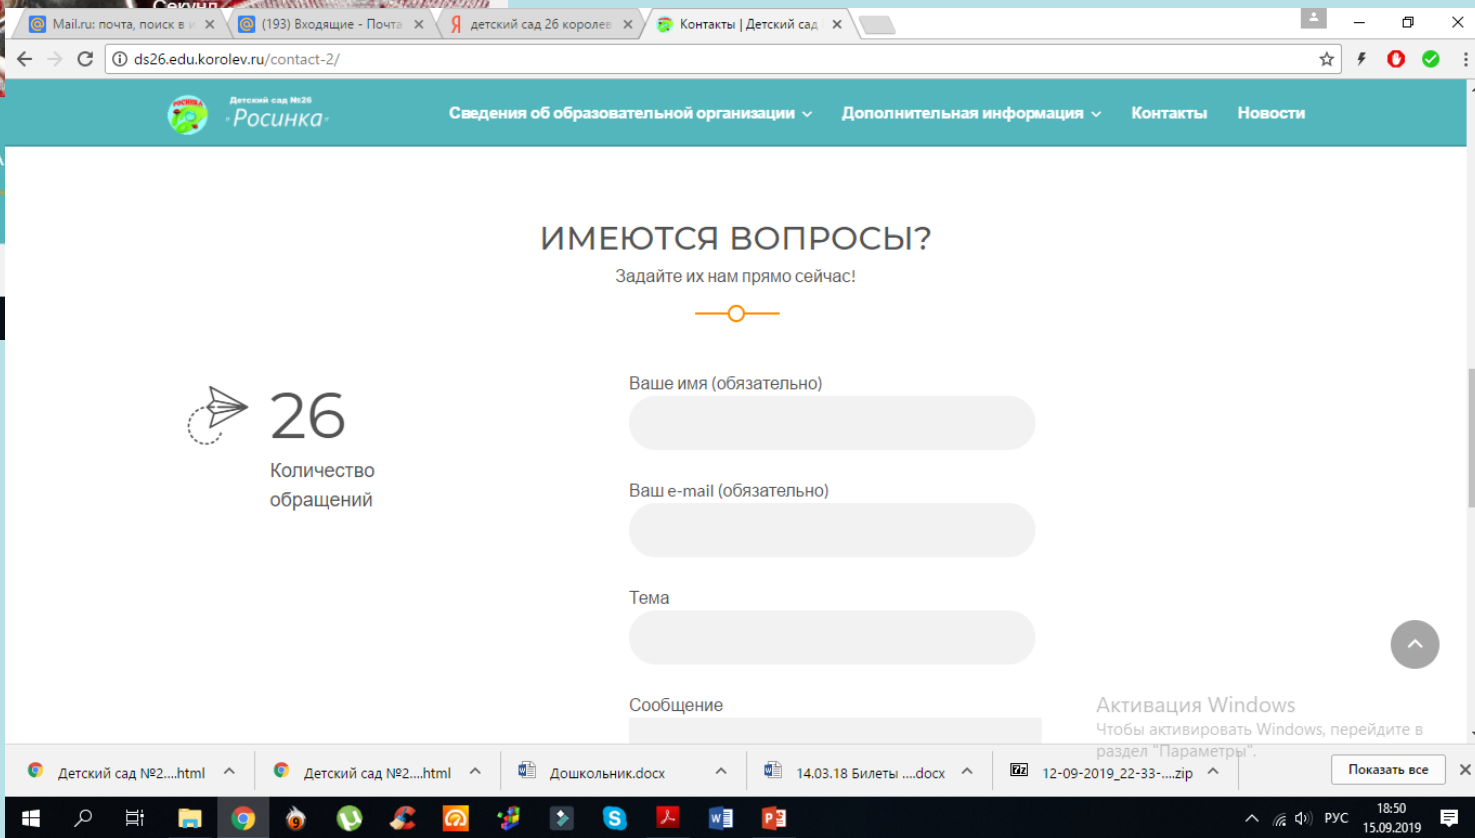 Секунд
Mail.ru: почта, поиск в и
(193) Входящие - Почта
детский сад 26 королев
Контакты | Детский сад
ds26.edu.korolev.ru/contact-2/
РОСИНКА
Детский сад №26
·Росинка·
Сведения об образовательной организации
Дополнительная информация
Контакты
Новости
ИМЕЮТСЯ ВОПРОСЫ?
Задайте их нам прямо сейчас!
26
Количество
обращений
Ваше имя (обязательно)
Ваш e-mail (обязательно)
Тема
Сообщение
Активация Windows
Чтобы активировать Windows, перейдите в
раздел "Параметры".
Детский сад №2....html
Детский сад №2....html
Дошкольник.docx
14.03.18 Билеты ....docx
12-09-2019_22-33-....zip
Показать все
РУС
18:50
15.09.2019